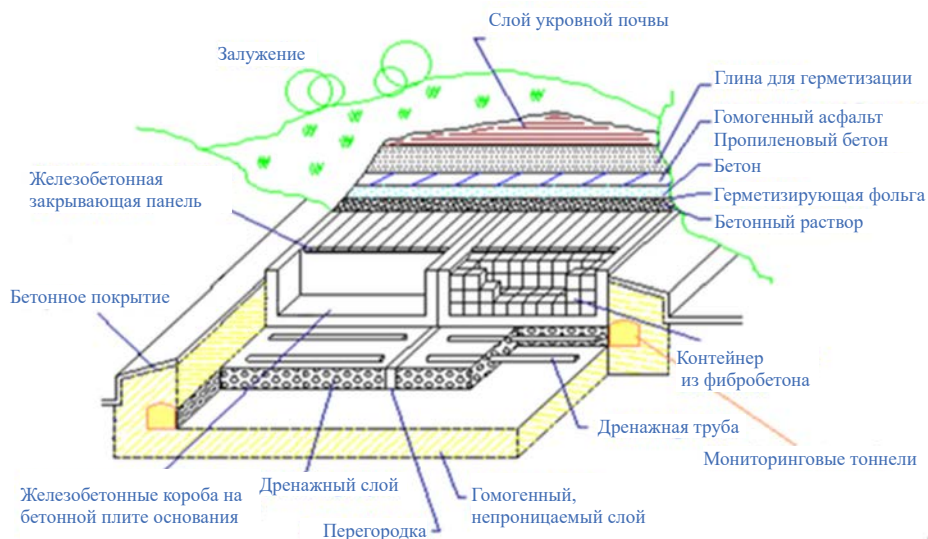 Слой укровной почвы
Залужение
Глина для герметизации
Гомогенный асфальт
Пропиленовый бетон
Бетон
Герметизирующая фольга
Бетонный раствор
Железобетонная
закрывающая панель
Бетонное покрытие
Контейнер
из фибробетона
Дренажная труба
Мониторинговые тоннели
Железобетонные короба на
бетонной плите основания
Дренажный слой
Перегородка
Гомогенный,
непроницаемый слой